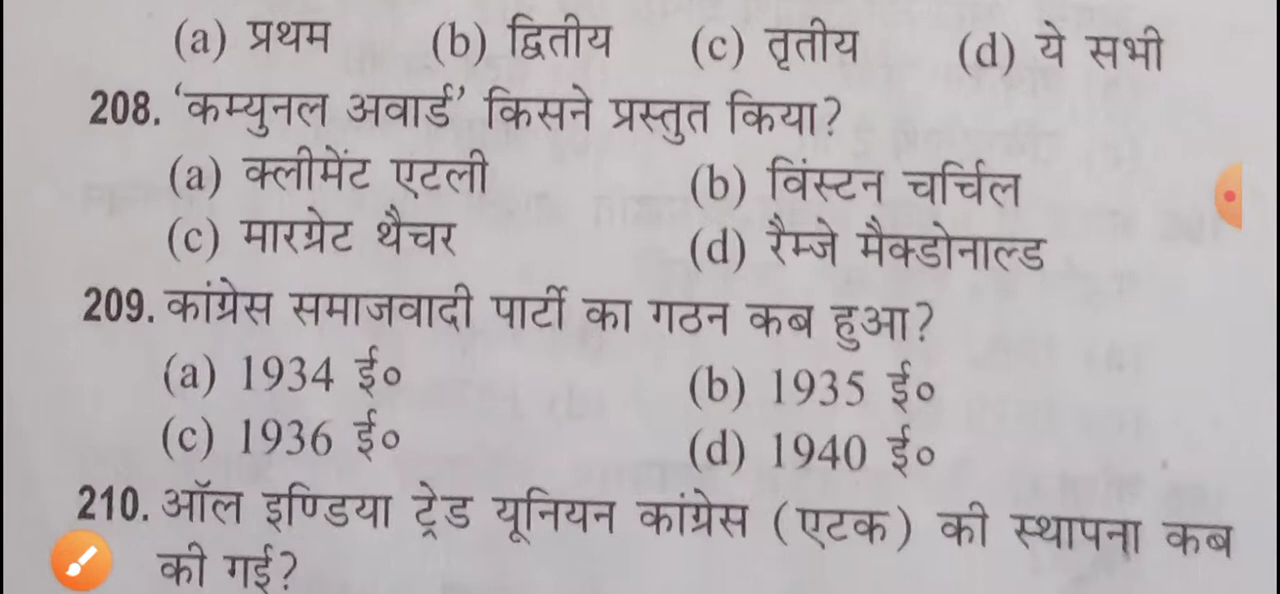 (a) प्रथम (b) द्वितीय (c) तृतीय (d) ये सभी
208. ‘कम्युनल अवार्ड’ किसने प्रस्तुत किया?
(a) क्लीमेंट एटली (b) विंस्टन चर्चिल
(c) मारग्रेट थैचर (d) रैम्जे मैक्डोनाल्ड
209. कांग्रेस समाजवादी पार्टी का गठन कब हुआ?
(a) 1934 ई० (b) 1935 ई०
(c) 1936 ई० (d) 1940 ई०
210. ऑल इण्डिया ट्रेड यूनियन कांग्रेस (एटक) की स्थापना कब
की गई?